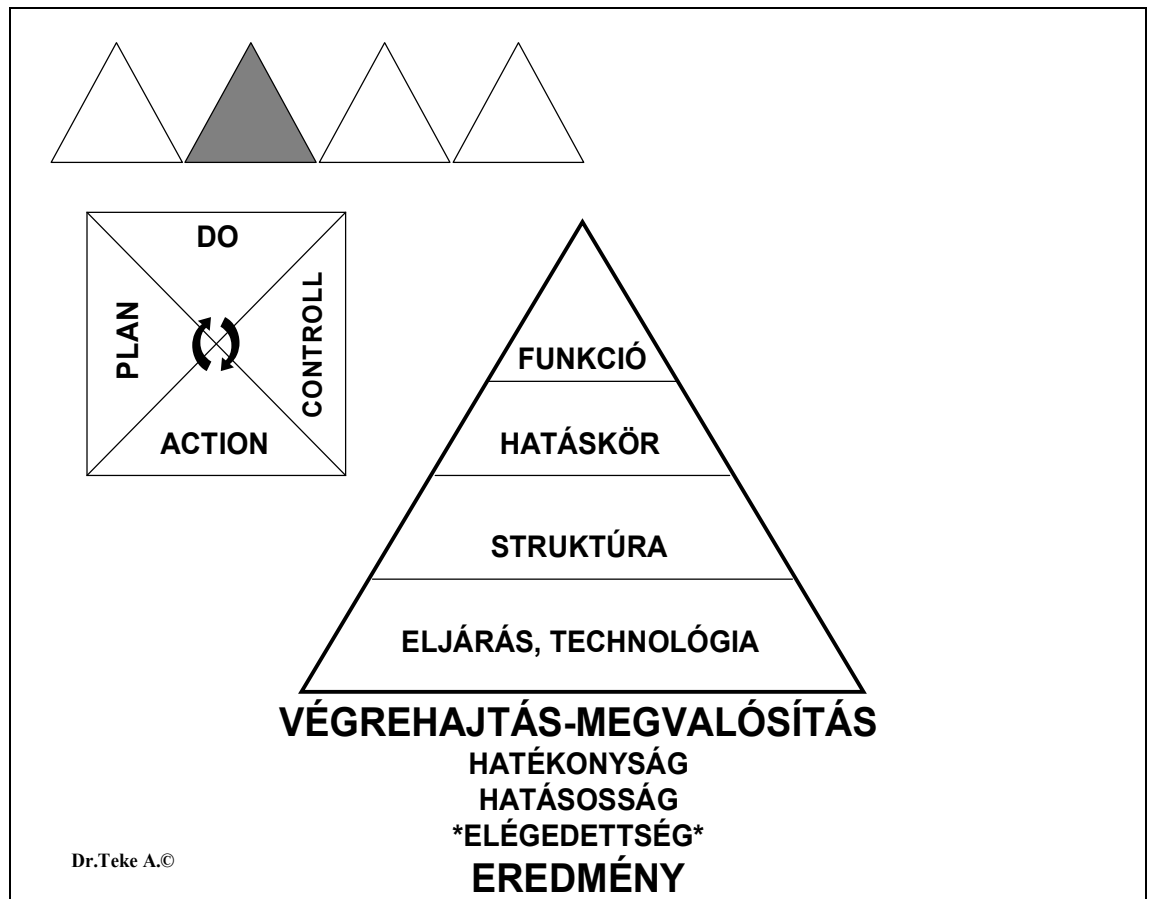 DO
PLAN
CONTROLL
ACTION
FUNKCIÓ
HATÁSKÖR
STRUKTÚRA
ELJÁRÁS, TECHNOLÓGIA
VÉGREHAJTÁS-MEGVALÓSÍTÁS
HATÉKONYSÁG
HATÁSOSSÁG
*ELÉGEDETTSÉG*
EREDMÉNY
Dr.Teke A.©